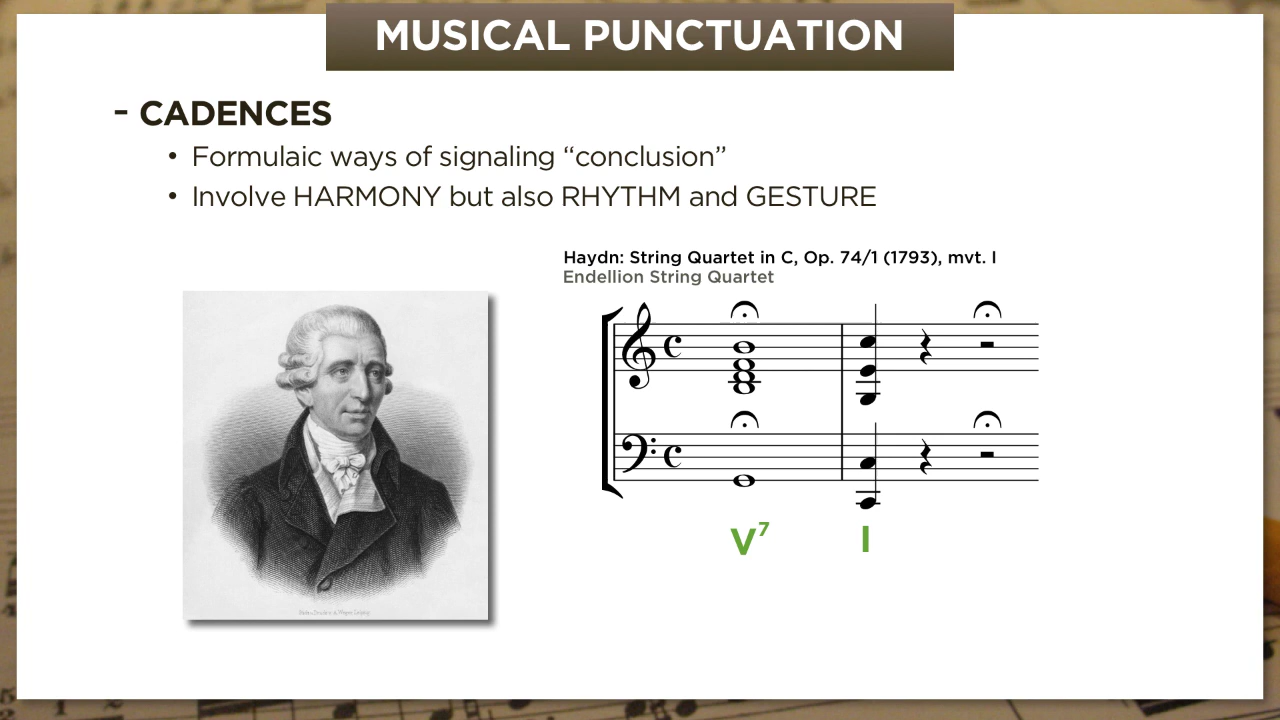 MUSICAL PUNCTUATION
- CADENCES
• Formulaic ways of signaling “conclusion”
• Involve HARMONY but also RHYTHM and GESTURE
Haydn: String Quartet in C, Op. 74/1 (1793), mvt. I
Endellion String Quartet
V7 I